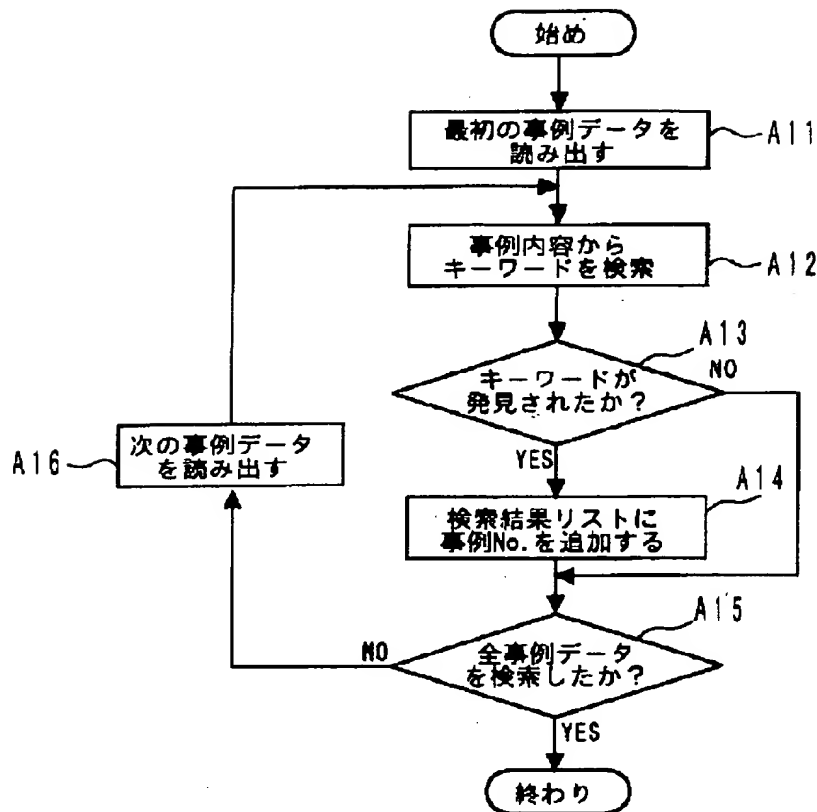 始め
最初の事例データを
読み出す
A11
事例内容から
キーワードを検索
A12
A13
キーワードが
発見されたか?
NO
YES
A14
検索結果リストに
事例No.を追加する
A16
次の事例データ
を読み出す
A15
NO
全事例データ
を検索したか?
YES
終わり